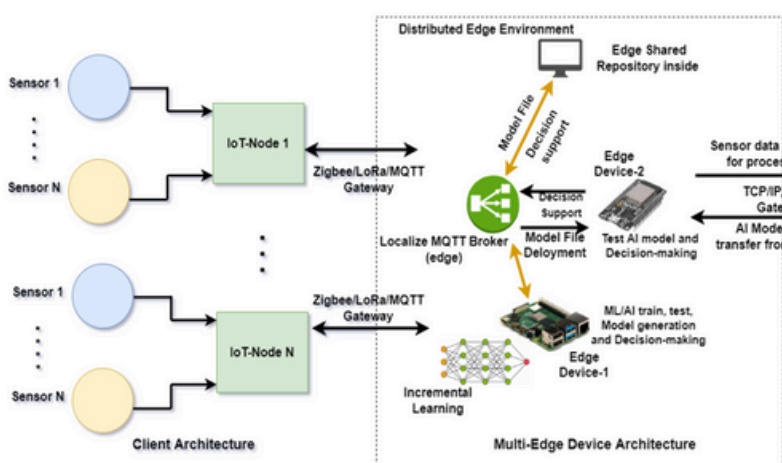 Distributed Edge Environment
Edge Shared
Repository inside
Sensor 1
Sensor N
IoT-Node 1
Zigbee/LoRa/MQTT
Gateway
Model File
Decision
support
Edge
Device-2
Sensor data
for proces
Decision
Support
TCP/IP/
Gate
Localize MQTT Broker
(edge)
Model File
Deloyment
Test AI model and
Decision-making
AI Mode
transfer from
Sensor 1
Sensor N
IoT-Node N
Zigbee/LoRa/MQTT
Gateway
ML/AI train, test,
Model generation
and Decision-making
Edge
Device-1
Incremental
Learning
Client Architecture
Multi-Edge Device Architecture